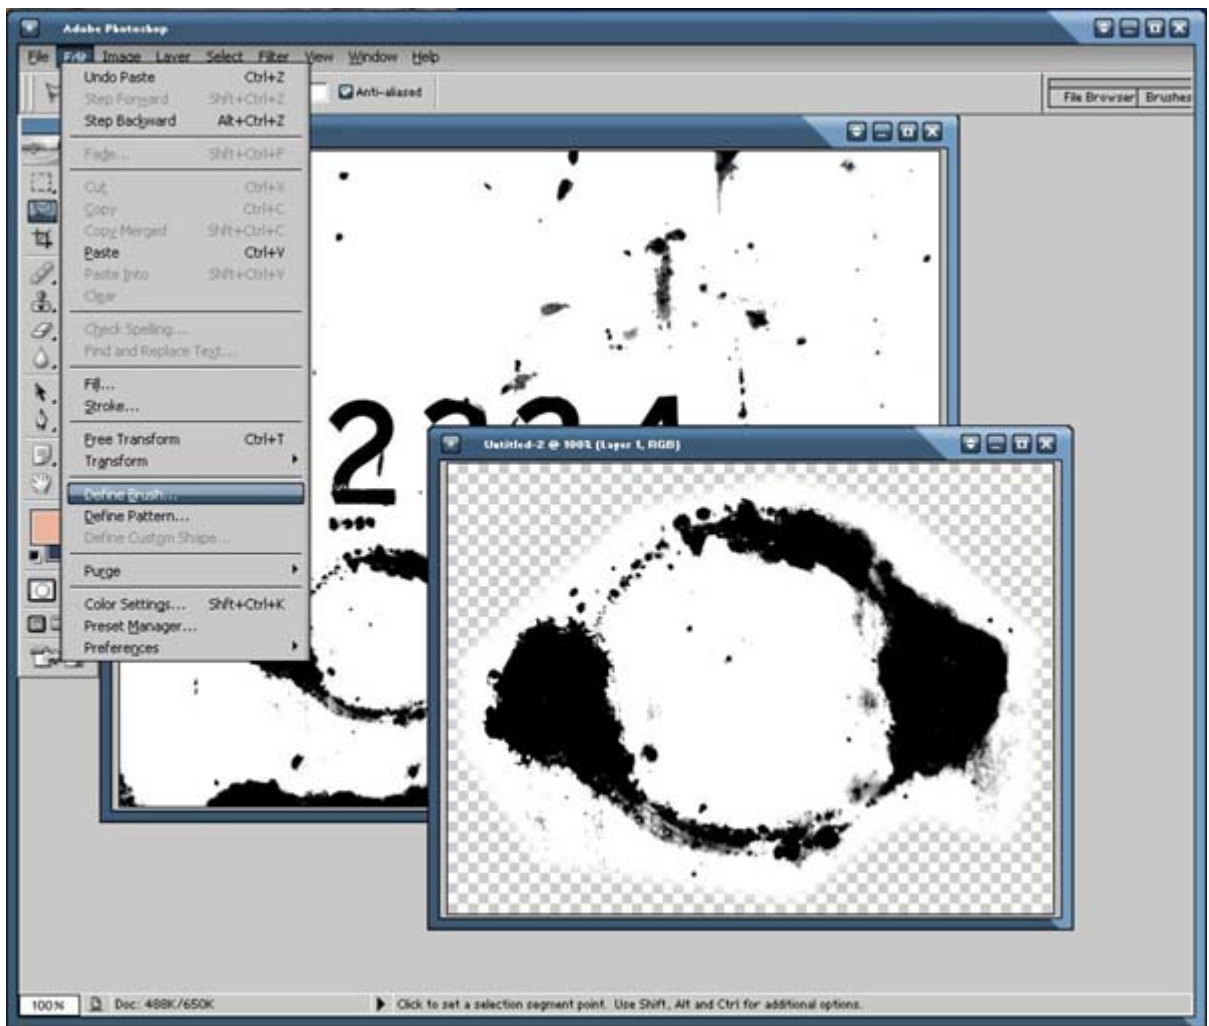 Adobe Photoshop
File Edit Image Layer Select Filter View Window Help
Undo Paste Ctrl+Z
Step Forward Shft+Ctrl+Z
Step Backward Alt+Ctrl+Z
Fade... Shft+Ctrl+F
Cut Ctrl+X
Copy Ctrl+C
Copy Merged Shft+Ctrl+C
Paste Ctrl+V
Paste Into Shft+Ctrl+V
Clear
Check Spelling...
Find and Replace Text...
Fill...
Stroke...
Free Transform Ctrl+T
Transform
Define Brush...
Define Pattern...
Define Custom Shape...
Purge
Color Settings... Shft+Ctrl+K
Preset Manager...
Preferences
Anti-aliased
File Browser Brushes
2
Untitled-2 @ 100% (Layer 1, RGB)
100% Doc: 488K/650K Click to set a selection segment point. Use Shift, Alt and Ctrl for additional options.